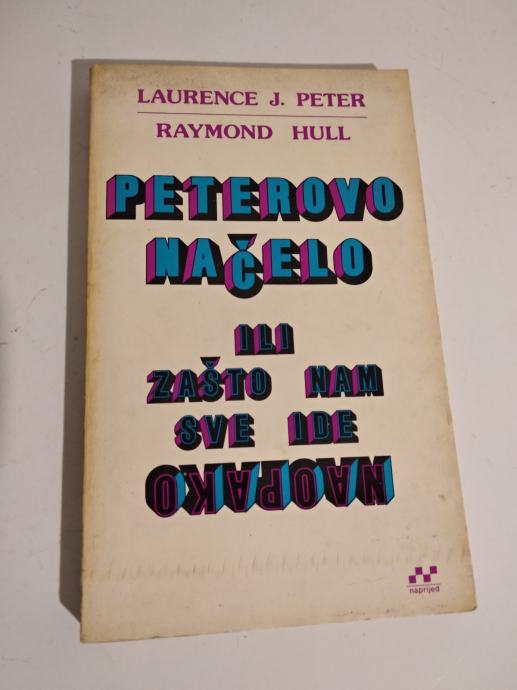 LAURENCE J. PETER
RAYMOND HULL
PETEROVO
NAČELO
ILI
ZAŠTO NAM
SVE IDE
NAOPAKO
naprijed